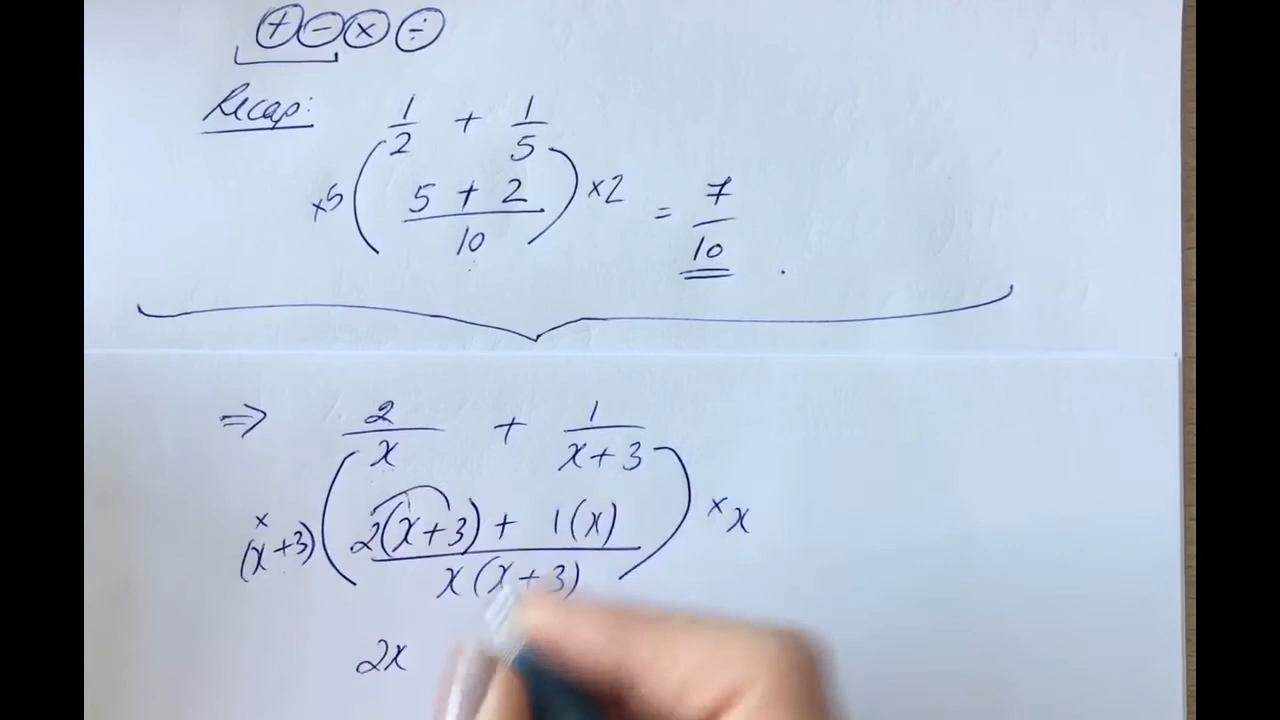 + − × ÷
Recap:
1/2 + 1/5
×5 ( (5 + 2)/10 ) ×2 = 7/10
⇒ 2/x + 1/(x+3)
×(x+3) ( (2(x+3) + 1(x))/(x(x+3)) ) ×x
2x